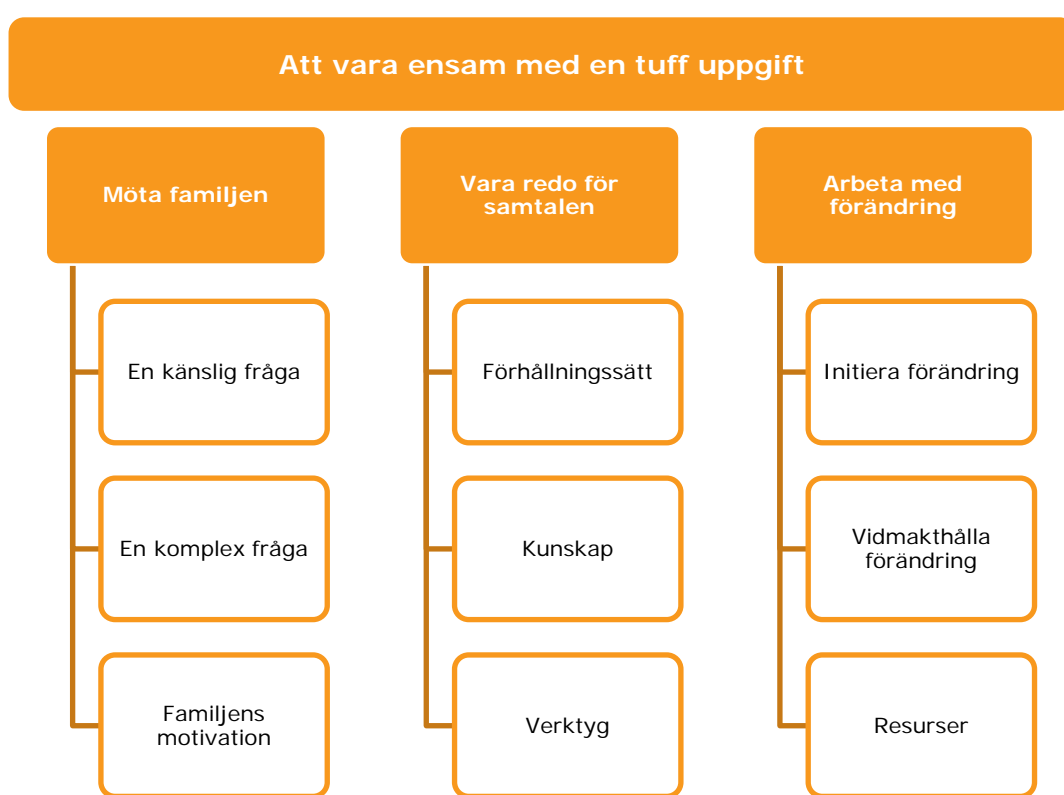 Att vara ensam med en tuff uppgift
Möta familjen
En känslig fråga
En komplex fråga
Familjens
motivation
Vara redo för
samtalen
Förhållningssätt
Kunskap
Verktyg
Arbeta med
förändring
Initiera förändring
Vidmakthålla
förändring
Resurser